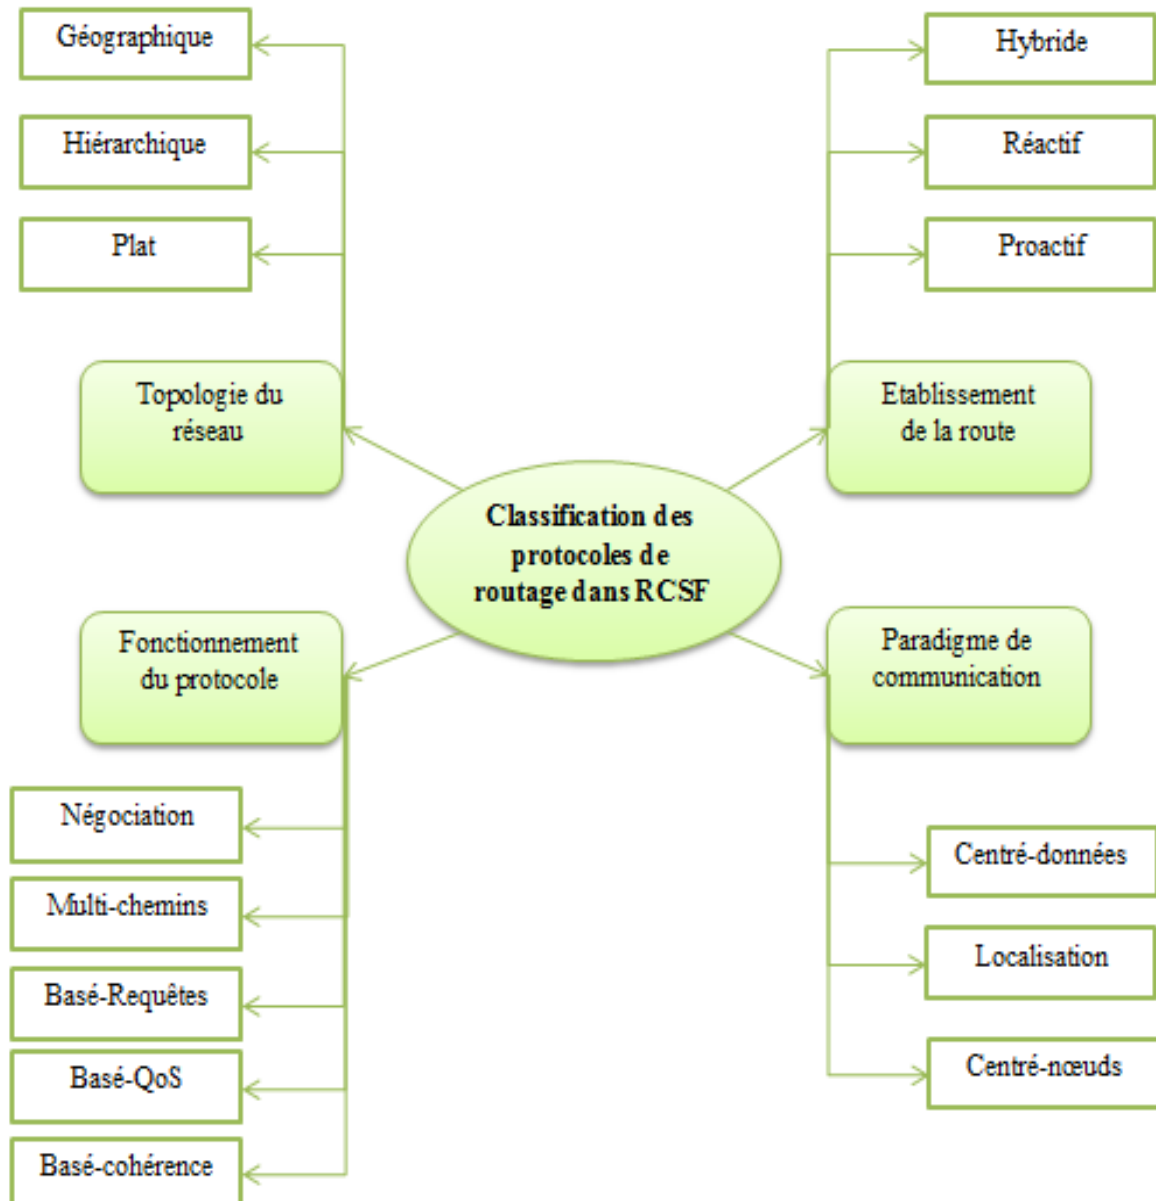 Géographique
Hiérarchique
Plat
Topologie du
réseau
Hybride
Réactif
Proactif
Etablissement
de la route
Classification des
protocoles de
routage dans RCSF
Fonctionnement
du protocole
Négociation
Multi-chemins
Basé-Requêtes
Basé-QoS
Basé-cohérence
Paradigme de
communication
Centré-données
Localisation
Centré-nœuds